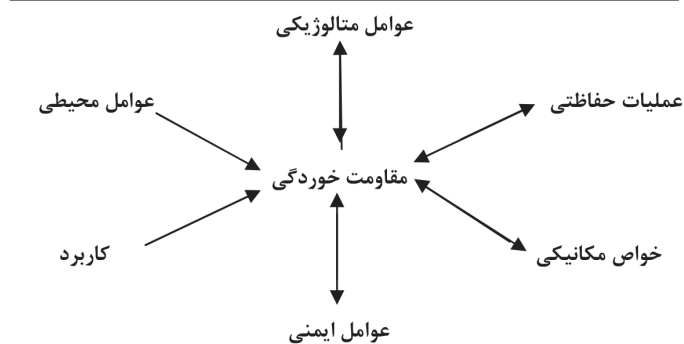 عوامل متالوژیکی
عملیات حفاظتی
عوامل محیطی
مقاومت خوردگی
خواص مکانیکی
کاربرد
عوامل ایمنی